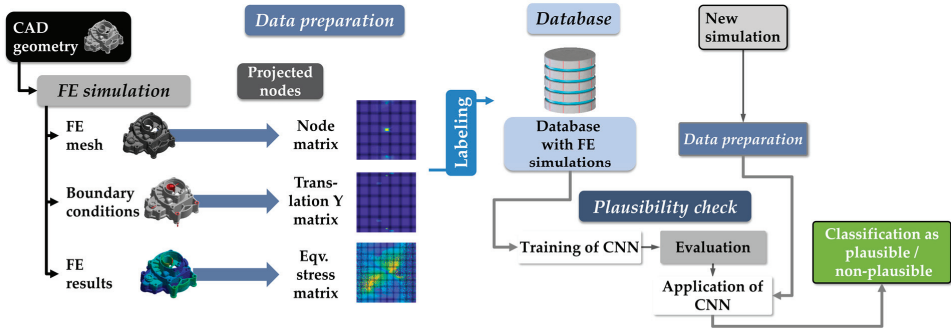 CAD
geometry
Data preparation
Database
New
simulation
FE simulation
Projected
nodes
FE
mesh
Node
matrix
Labeling
Database
with FE
simulations
Data preparation
Boundary
conditions
Trans-
lation Y
matrix
Plausibility check
Training of CNN
Evaluation
Classification as
plausible /
non-plausible
FE
results
Eqv.
stress
matrix
Application of
CNN